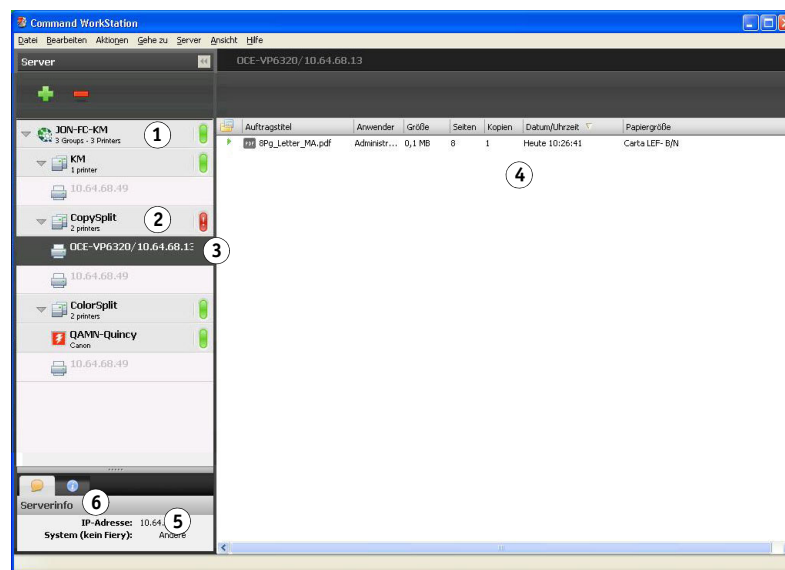 Command WorkStation
Datei Bearbeiten Aktionen Gehe zu Server Ansicht Hilfe
Server
OCE-VP6320/10.64.68.13
Auftragstitel Anwender Größe Seiten Kopien Datum/Uhrzeit Papiergröße
PDF 8Pg_Letter_MA.pdf Administr... 0,1 MB 8 1 Heute 10:26:41 Carta LEF- B/N
JON-FC-KM
3 Groups - 3 Printers
1
KM
1 printer
10.64.68.49
4
CopySplit
2 printers
2
OCE-VP6320/10.64.68.13
3
10.64.68.49
ColorSplit
2 printers
QAMN-Quincy
Canon
10.64.68.49
Serverinfo
6
IP-Adresse: 10.64.
5
System (kein Fiery): Andere